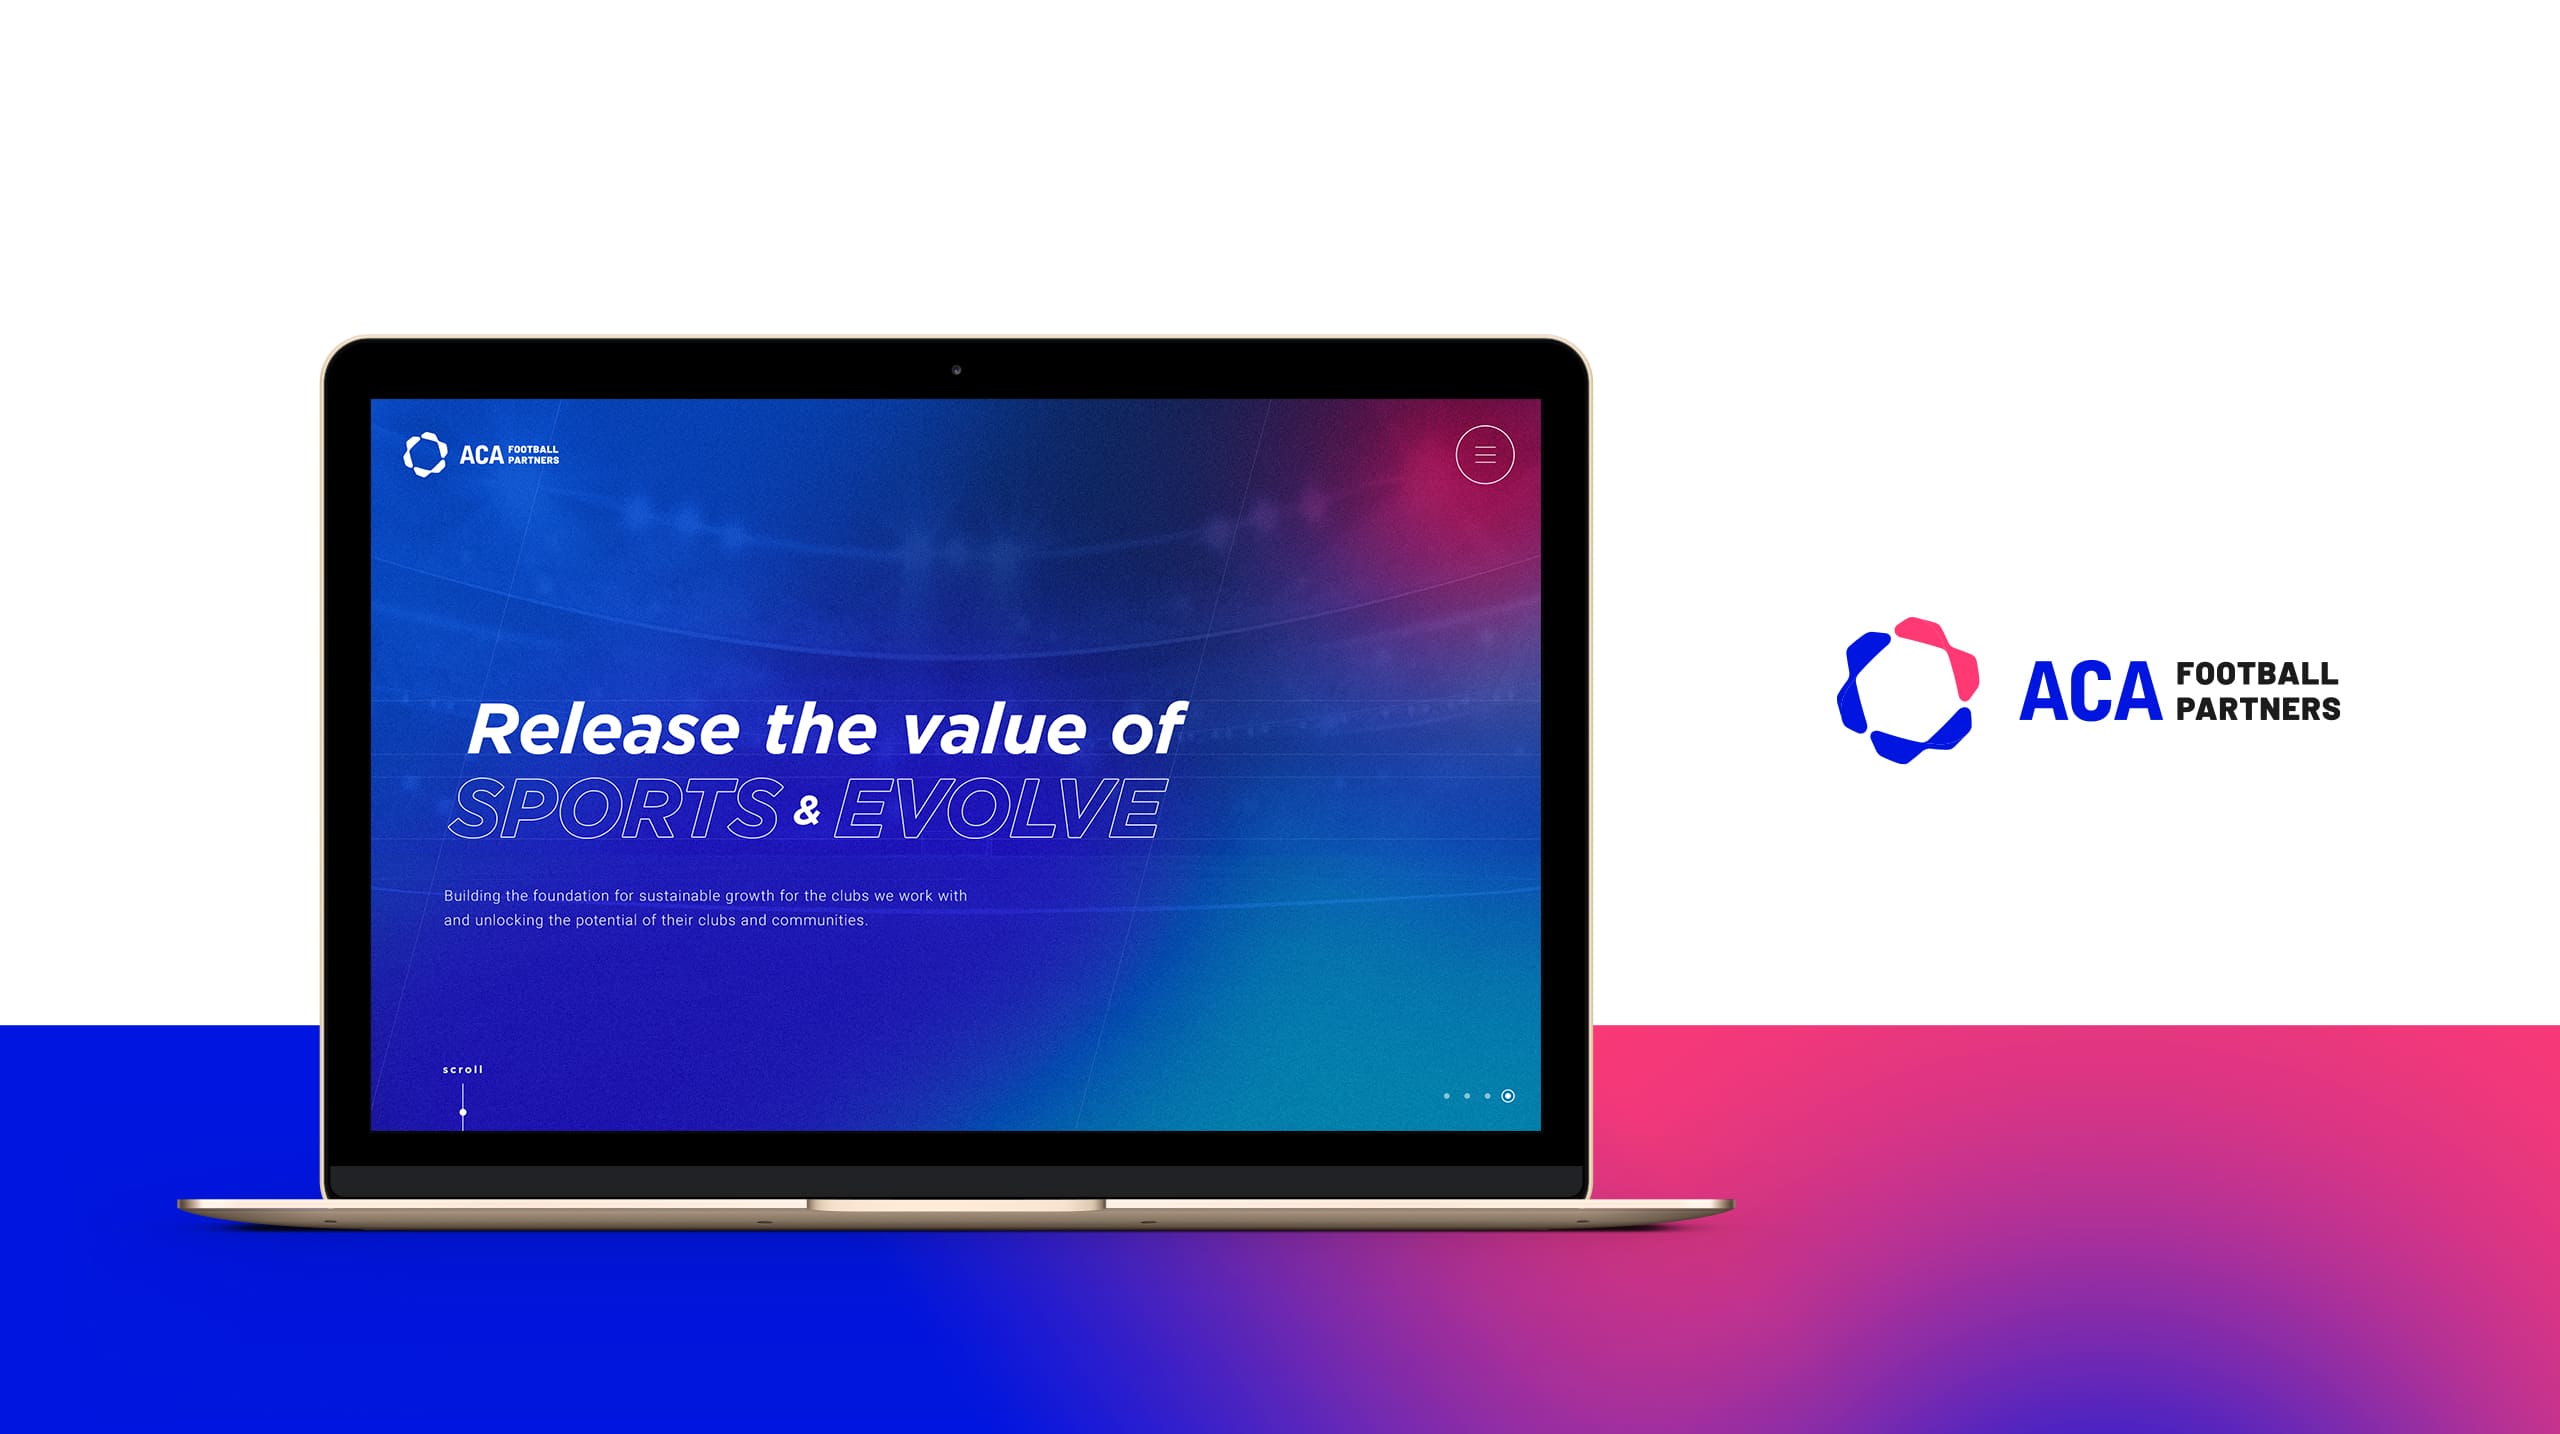 ACA FOOTBALL
PARTNERS
Release the value of
SPORTS & EVOLVE
Building the foundation for sustainable growth for the clubs we work with
and unlocking the potential of their clubs and communities.
scroll
ACA FOOTBALL
PARTNERS